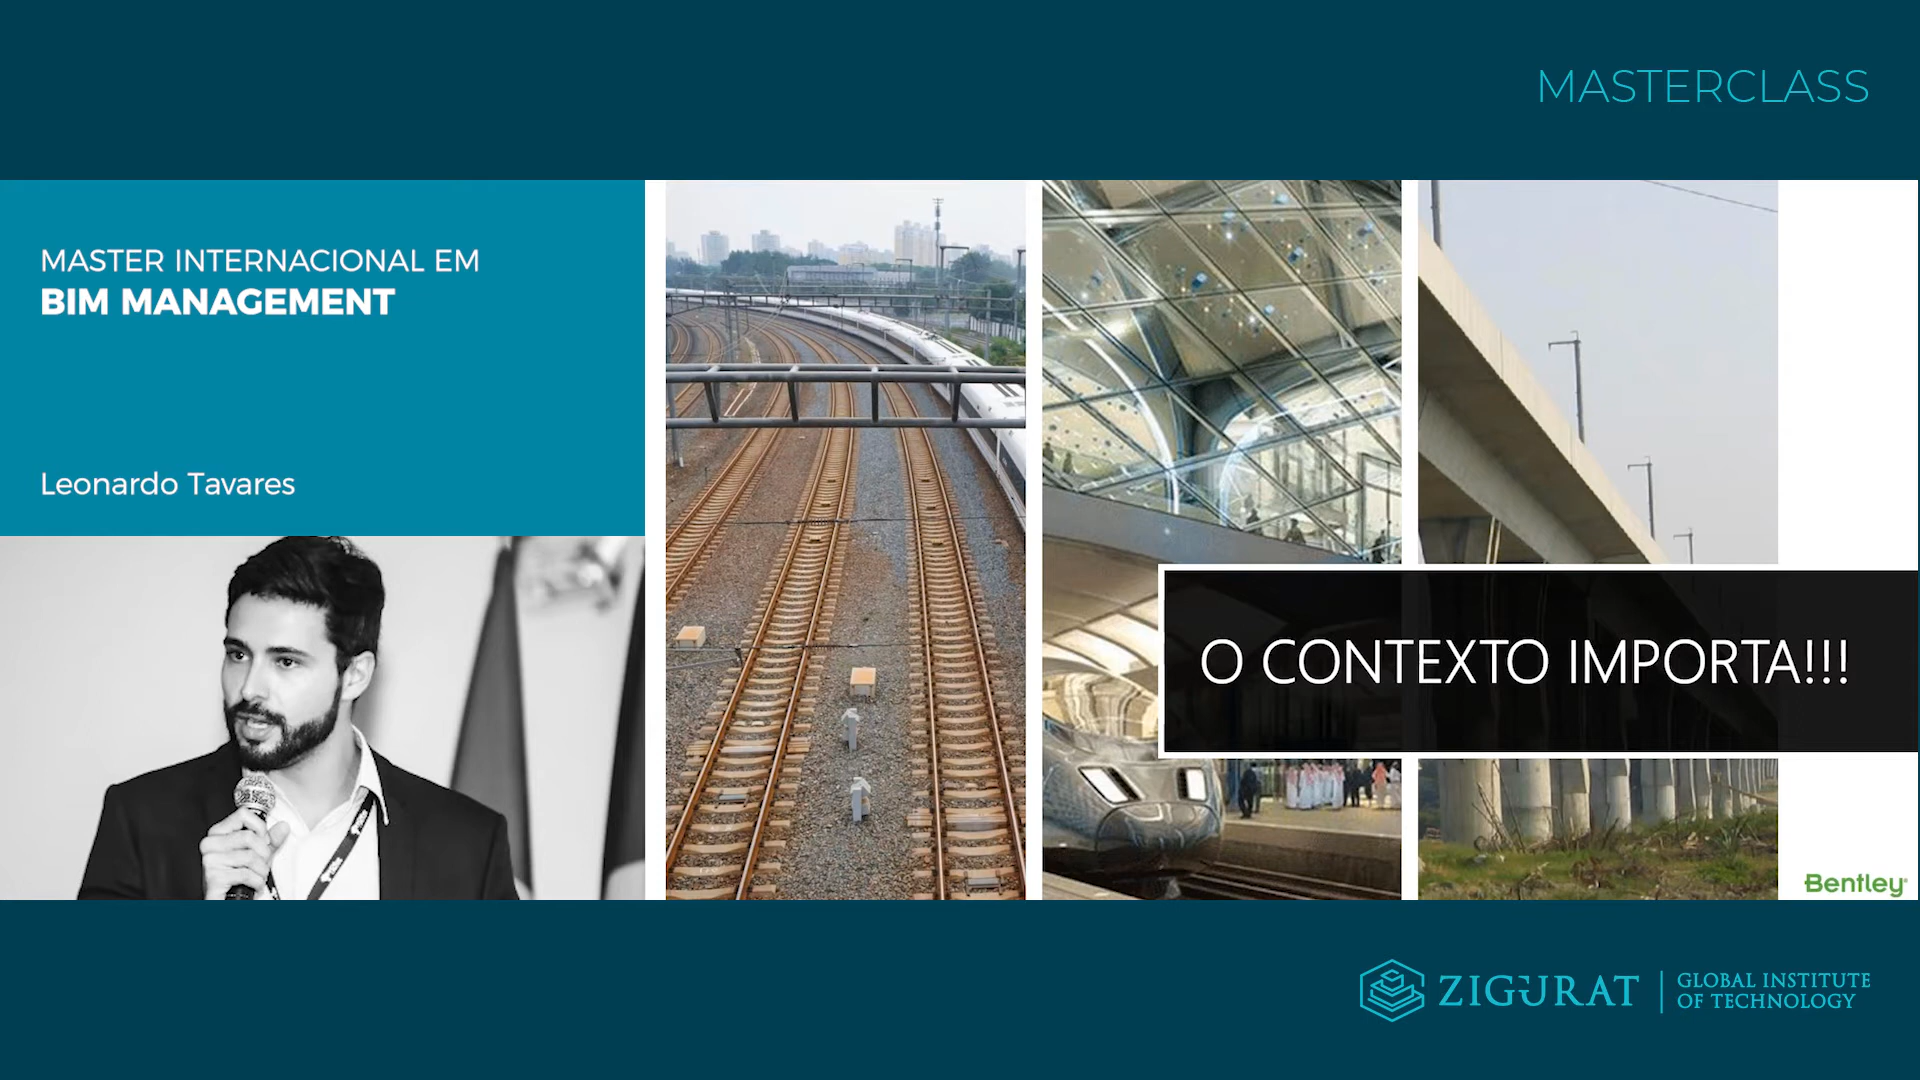 MASTERCLASS
MASTER INTERNACIONAL EM
BIM MANAGEMENT
Leonardo Tavares
O CONTEXTO IMPORTA!!!
Bentley
ZIGURAT
GLOBAL INSTITUTE
OF TECHNOLOGY